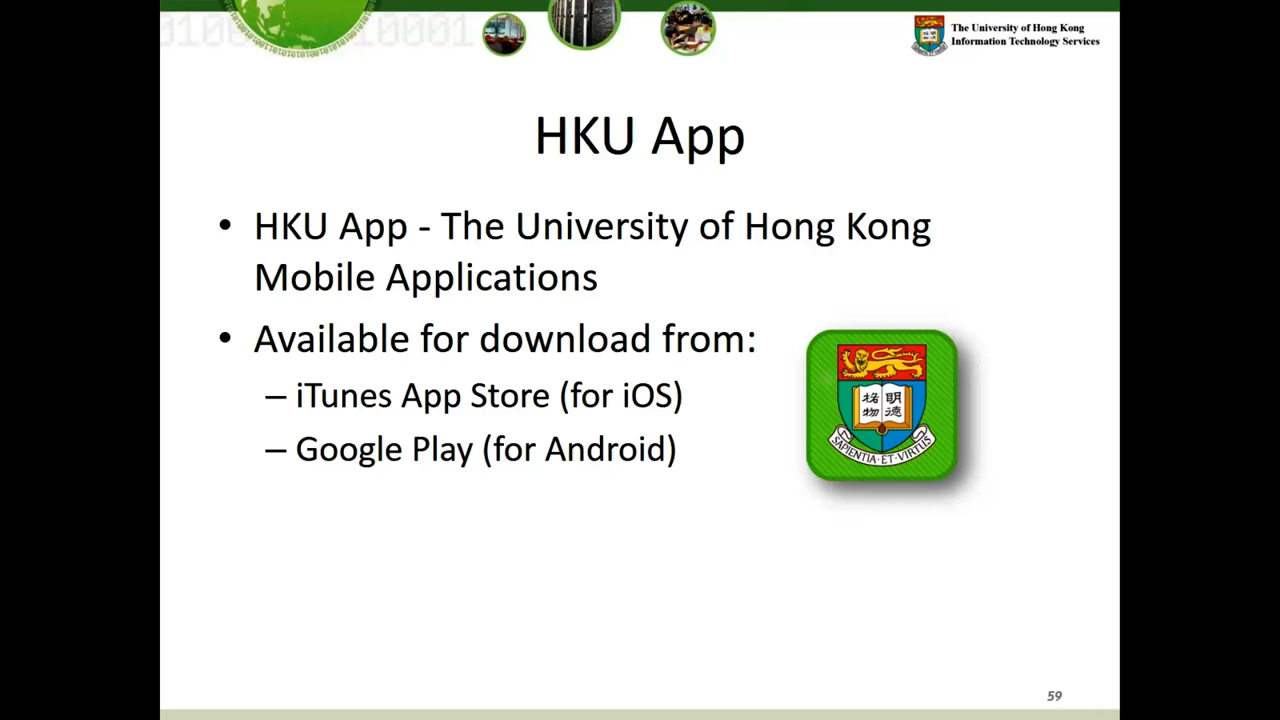 The University of Hong Kong
Information Technology Services
HKU App
• HKU App - The University of Hong Kong
Mobile Applications
• Available for download from:
– iTunes App Store (for iOS)
– Google Play (for Android)
明德
格物
SAPIENTIA·ET·VIRTUS
59